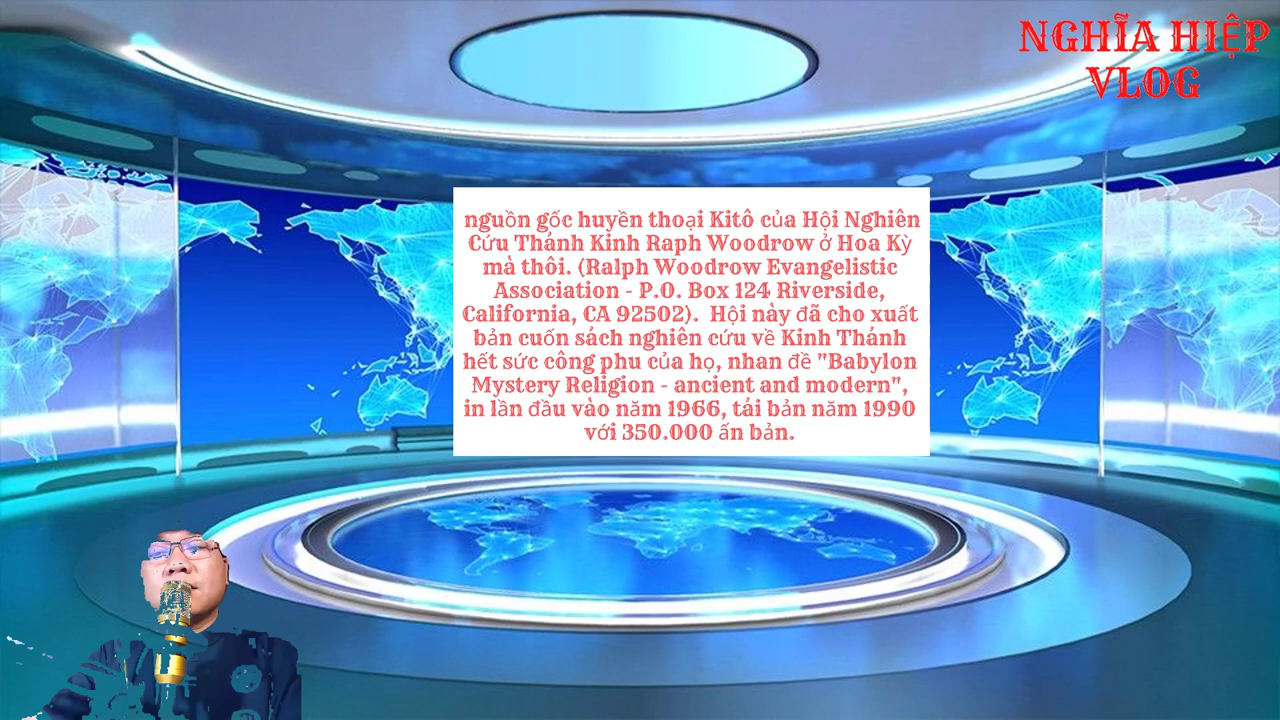 NGHĨA HIỆP
VLOG
nguồn gốc huyền thoại Kitô của Hội Nghiên
Cứu Thánh Kinh Raph Woodrow ở Hoa Kỳ
mà thôi. (Ralph Woodrow Evangelistic
Association - P.O. Box 124 Riverside,
California, CA 92502).  Hội này đã cho xuất
bản cuốn sách nghiên cứu về Kinh Thánh
hết sức công phu của họ, nhan đề "Babylon
Mystery Religion - ancient and modern",
in lần đầu vào năm 1966, tái bản năm 1990
với 350.000 ấn bản.